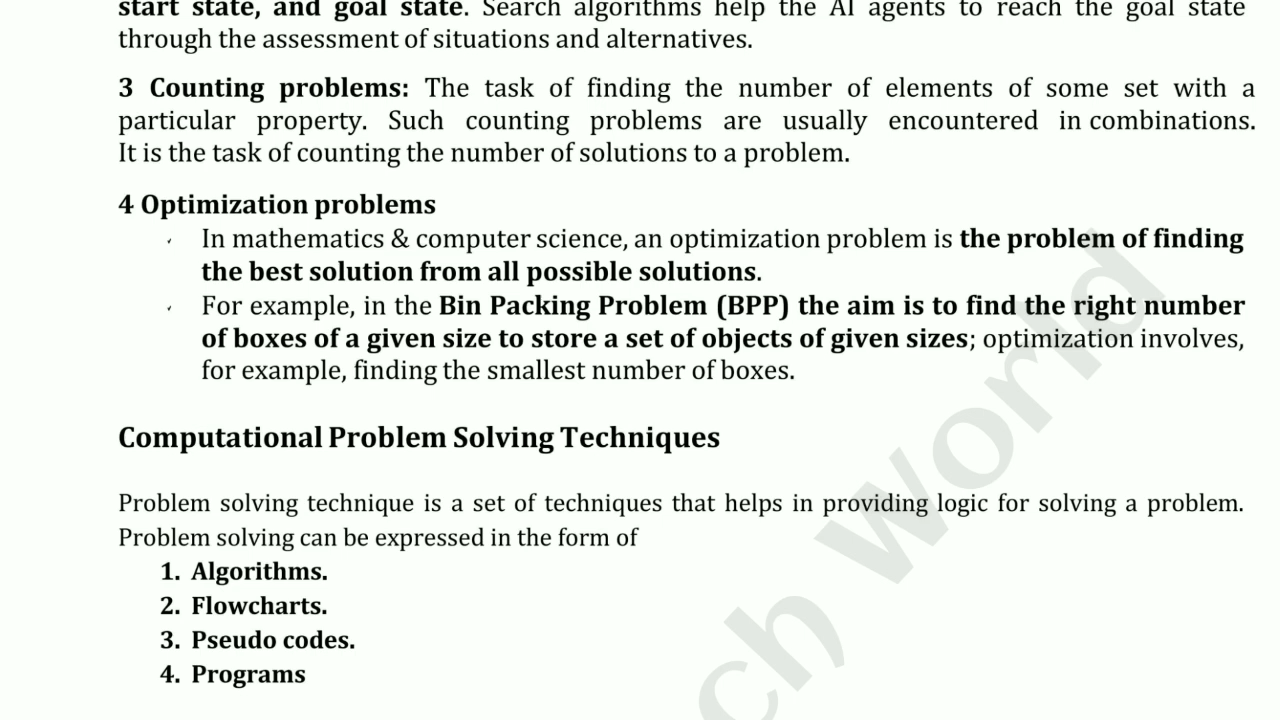 start state, and goal state. Search algorithms help the AI agents to reach the goal state
through the assessment of situations and alternatives.
3 Counting problems: The task of finding the number of elements of some set with a
particular property. Such counting problems are usually encountered in combinations.
It is the task of counting the number of solutions to a problem.
4 Optimization problems
In mathematics & computer science, an optimization problem is the problem of finding
the best solution from all possible solutions.
For example, in the Bin Packing Problem (BPP) the aim is to find the right number
of boxes of a given size to store a set of objects of given sizes; optimization involves,
for example, finding the smallest number of boxes.
Computational Problem Solving Techniques
Problem solving technique is a set of techniques that helps in providing logic for solving a problem.
Problem solving can be expressed in the form of
1. Algorithms.
2. Flowcharts.
3. Pseudo codes.
4. Programs
ch world